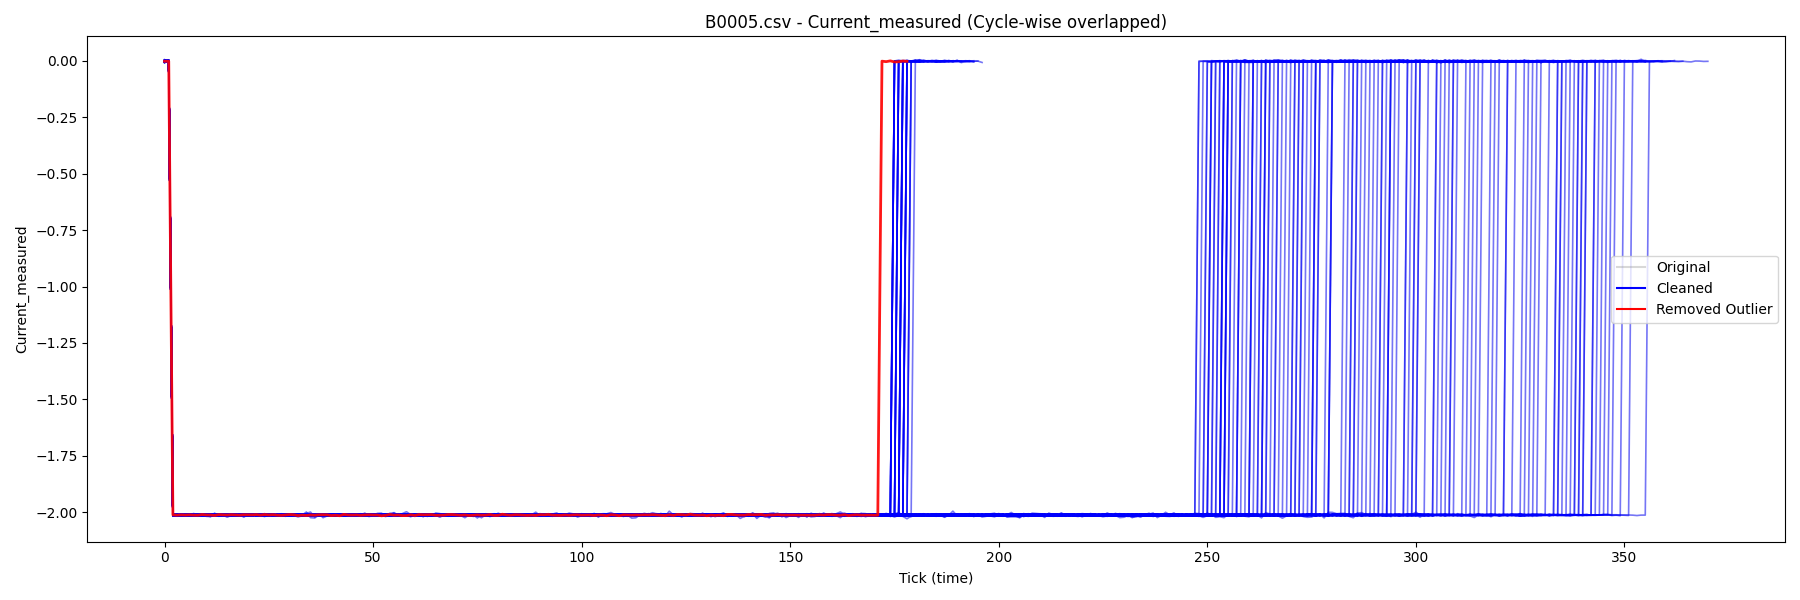 B0005.csv - Current_measured (Cycle-wise overlapped)
Current_measured
0.00
−0.25
−0.50
−0.75
−1.00
−1.25
−1.50
−1.75
−2.00
Original
Cleaned
Removed Outlier
0 50 100 150 200 250 300 350
Tick (time)